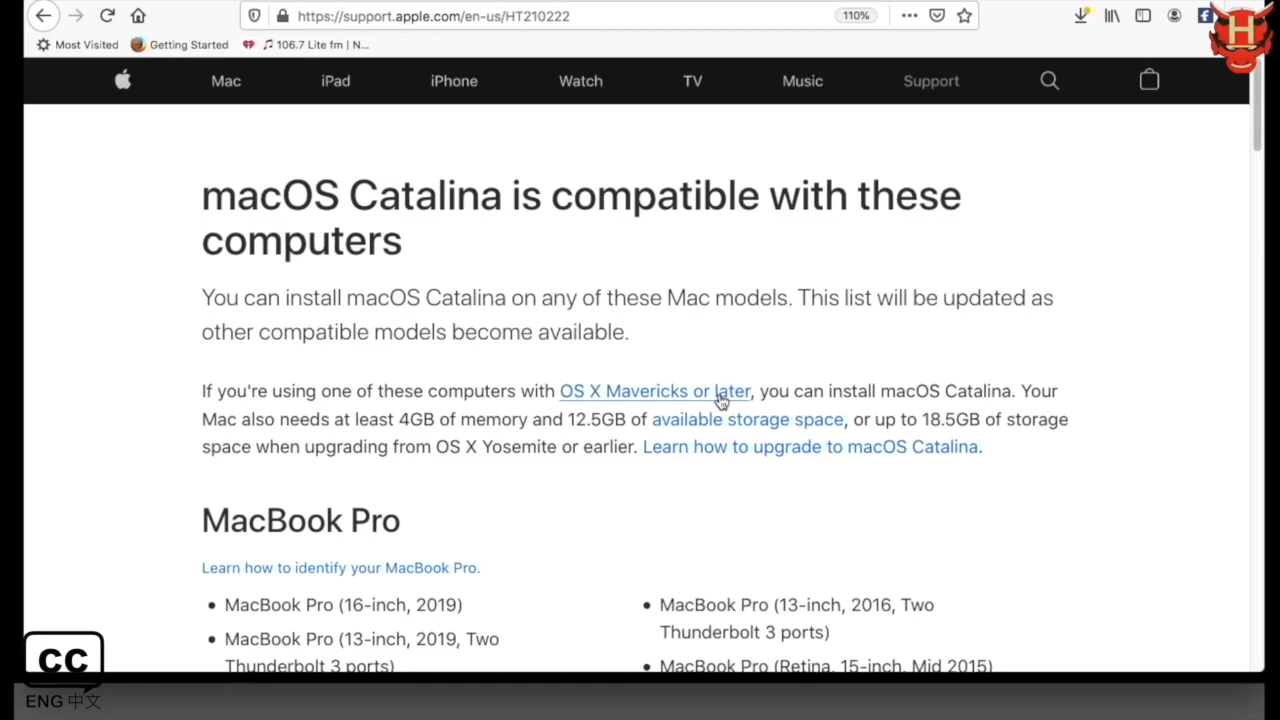 https://support.apple.com/en-us/HT210222
110%
H
Most Visited Getting Started 106.7 Lite fm | N...
Mac iPad iPhone Watch TV Music Support
macOS Catalina is compatible with these
computers
You can install macOS Catalina on any of these Mac models. This list will be updated as
other compatible models become available.
If you're using one of these computers with OS X Mavericks or later, you can install macOS Catalina. Your
Mac also needs at least 4GB of memory and 12.5GB of available storage space, or up to 18.5GB of storage
space when upgrading from OS X Yosemite or earlier. Learn how to upgrade to macOS Catalina.
MacBook Pro
Learn how to identify your MacBook Pro.
• MacBook Pro (16-inch, 2019)
• MacBook Pro (13-inch, 2019, Two
Thunderbolt 3 ports)
• MacBook Pro (13-inch, 2016, Two
Thunderbolt 3 ports)
• MacBook Pro (Retina, 15-inch, Mid 2015)
CC
ENG 中文